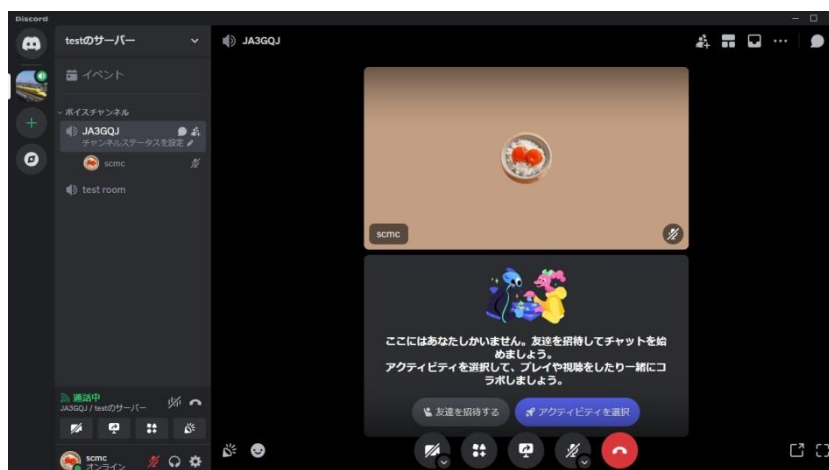 Discord
testのサーバー
JA3GQJ
イベント
ボイスチャンネル
JA3GQJ
チャンネルステータスを設定
scmc
test room
scmc
ここにはあなたしかいません。友達を招待してチャットを始
めましょう。
アクティビティを選択して、プレイや視聴をしたり一緒にコ
ラボしましょう。
友達を招待する
アクティビティを選択
通話中
JA3GQJ / testのサーバー
scmc
オンライン